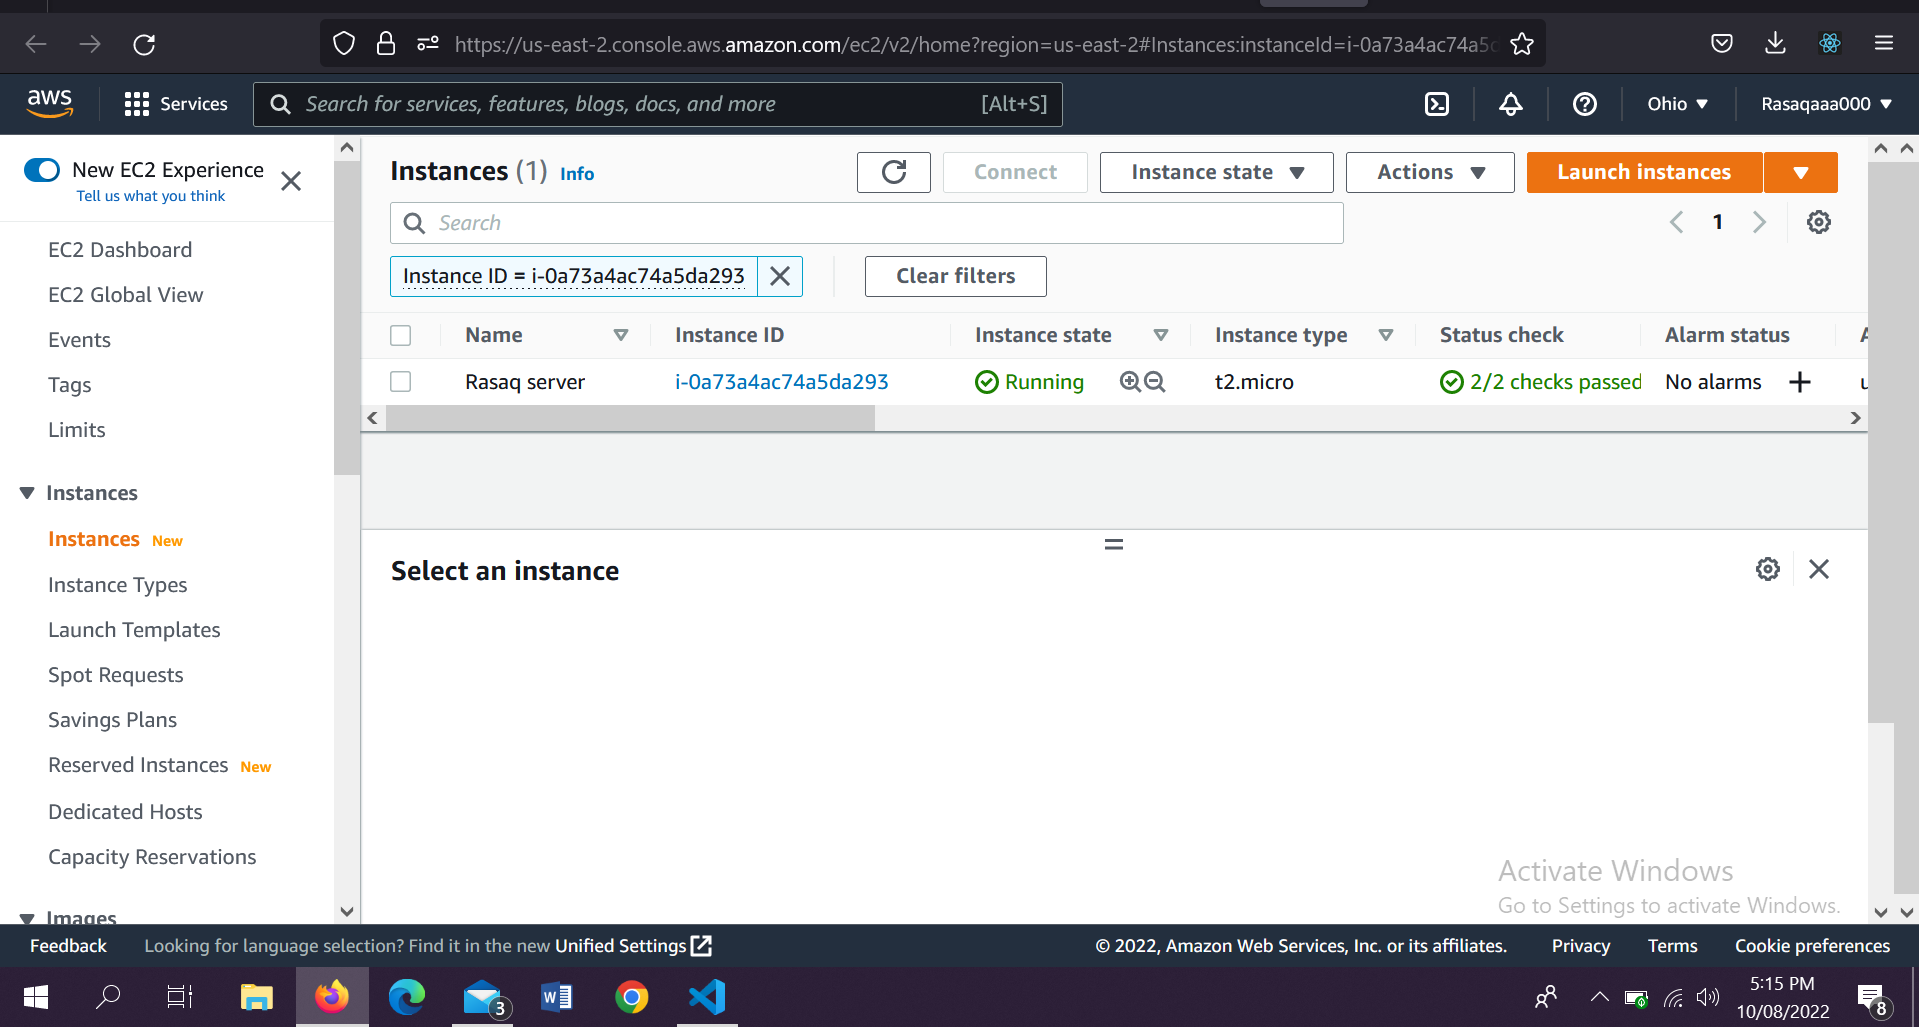 https://us-east-2.console.aws.amazon.com/ec2/v2/home?region=us-east-2#Instances:instanceId=i-0a73a4ac74a5
aws Services Search for services, features, blogs, docs, and more [Alt+S] Ohio Rasaqaaa000
New EC2 Experience
Tell us what you think
EC2 Dashboard
EC2 Global View
Events
Tags
Limits
Instances
Instances New
Instance Types
Launch Templates
Spot Requests
Savings Plans
Reserved Instances New
Dedicated Hosts
Capacity Reservations
Images
Instances (1) Info Connect Instance state Actions Launch instances
Search
1
Instance ID = i-0a73a4ac74a5da293 Clear filters
Name Instance ID Instance state Instance type Status check Alarm status A
Rasaq server i-0a73a4ac74a5da293 Running t2.micro 2/2 checks passed No alarms u
Select an instance
Activate Windows
Go to Settings to activate Windows.
Feedback Looking for language selection? Find it in the new Unified Settings © 2022, Amazon Web Services, Inc. or its affiliates. Privacy Terms Cookie preferences
3
W
5:15 PM
10/08/2022
8